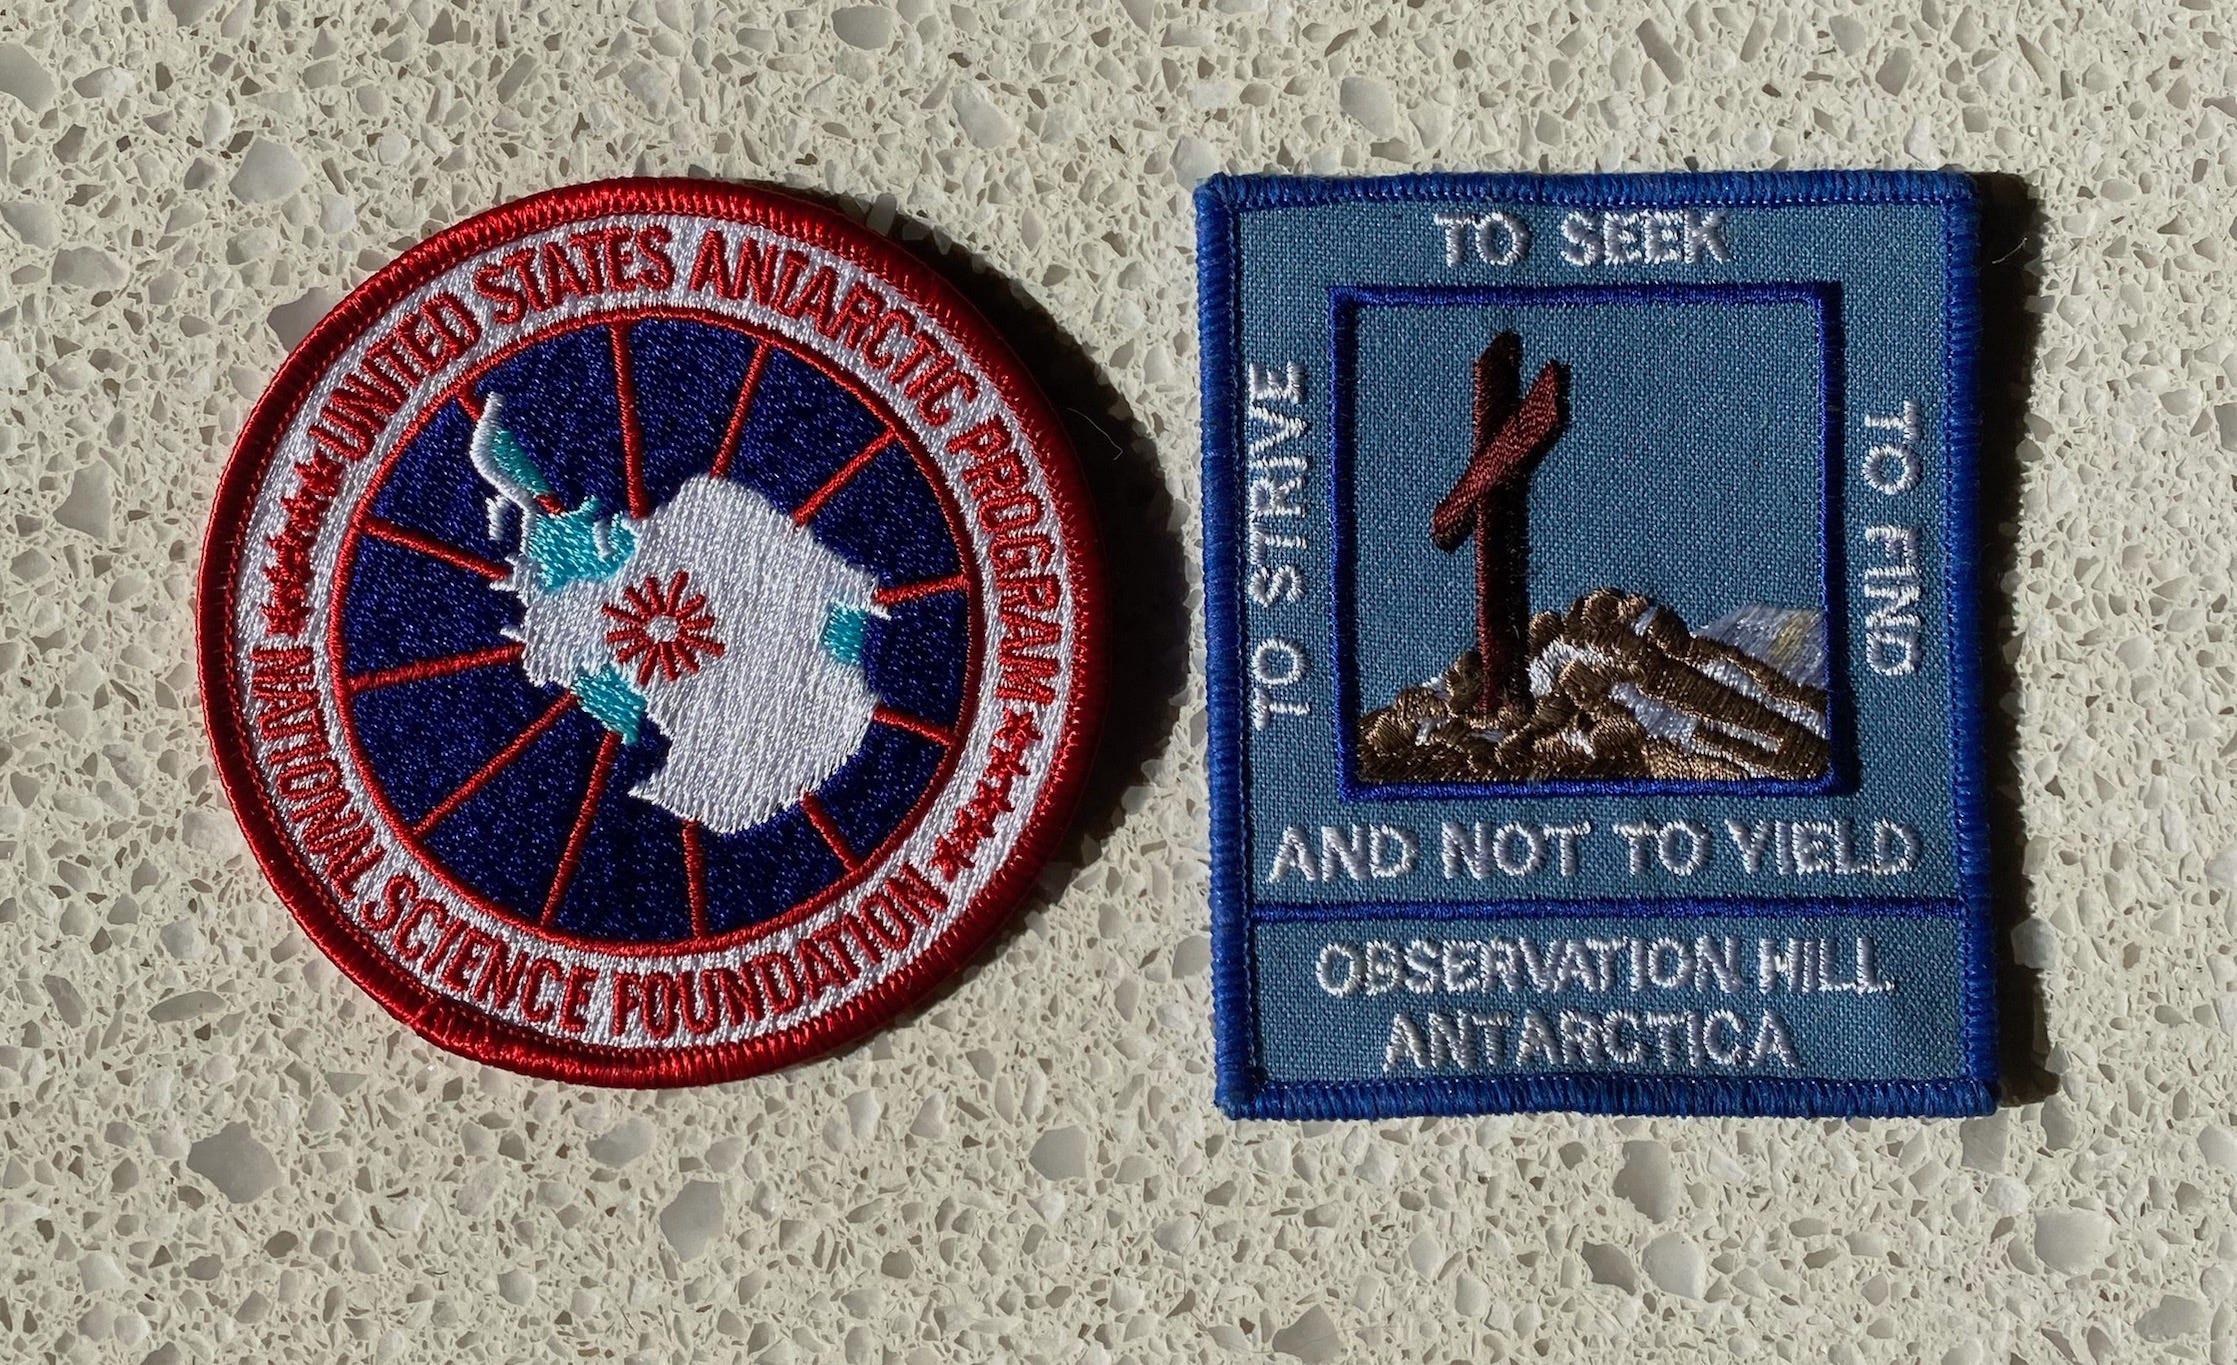 UNITED STATES ANTARCTIC PROGRAM
NATIONAL SCIENCE FOUNDATION
TO STRIVE
TO SEEK
TO FIND
AND NOT TO YIELD
OBSERVATION HILL
ANTARCTICA